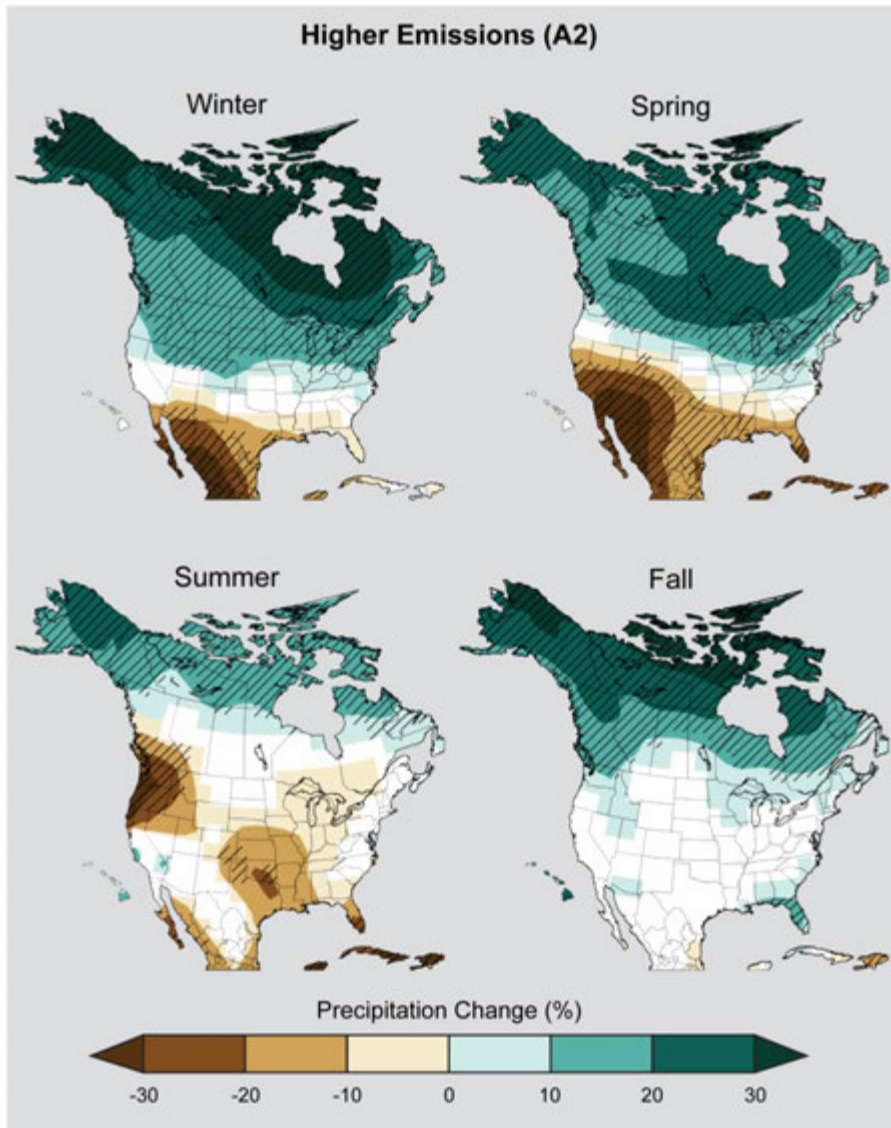 Higher Emissions (A2)
Winter
Spring
Summer
Fall
Precipitation Change (%)
-30 -20 -10 0 10 20 30